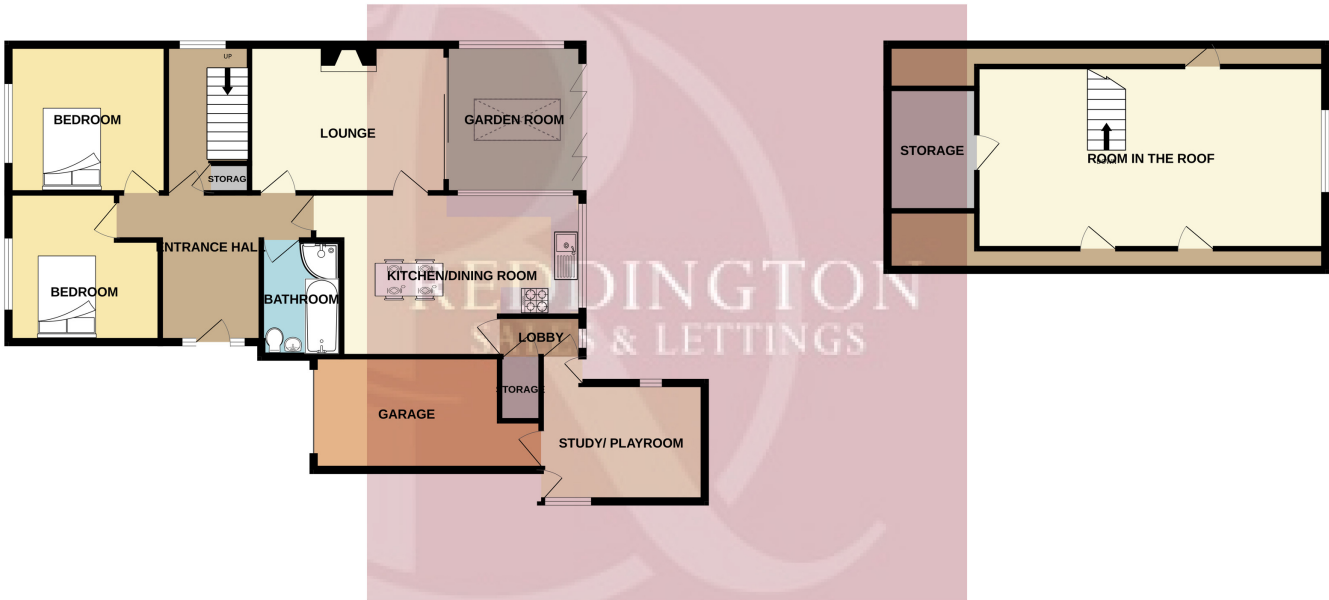 UP
BEDROOM
LOUNGE
GARDEN ROOM
STORAG
ENTRANCE HALL
BEDROOM
BATHROOM
KITCHEN/DINING ROOM
LOBBY
STORAGE
GARAGE
STUDY/ PLAYROOM
STORAGE
ROOM IN THE ROOF
REDDINGTON
SALES & LETTINGS